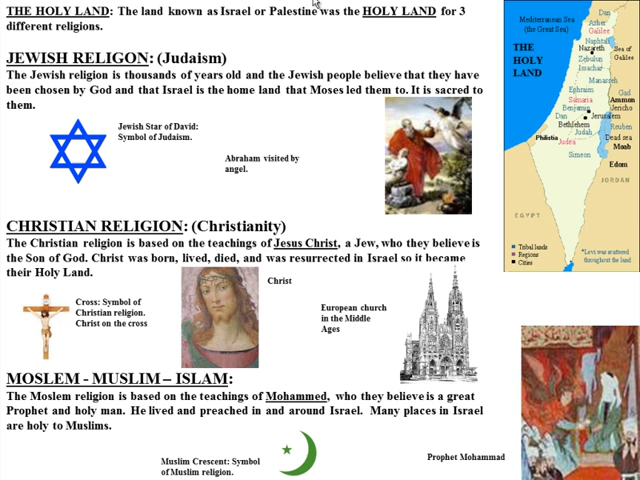 THE HOLY LAND: The land known as Israel or Palestine was the HOLY LAND for 3
different religions.
JEWISH RELIGON: (Judaism)
The Jewish religion is thousands of years old and the Jewish people believe that they have
been chosen by God and that Israel is the home land that Moses led them to. It is sacred to
them.
Jewish Star of David:
Symbol of Judaism.
Abraham visited by
angel.
CHRISTIAN RELIGION: (Christianity)
The Christian religion is based on the teachings of Jesus Christ, a Jew, who they believe is
the Son of God. Christ was born, lived, died, and was resurrected in Israel so it became
their Holy Land.
Cross: Symbol of
Christian religion.
Christ on the cross
Christ
European church
in the Middle
Ages
MOSLEM - MUSLIM – ISLAM:
The Moslem religion is based on the teachings of Mohammed, who they believe is a great
Prophet and holy man. He lived and preached in and around Israel. Many places in Israel
are holy to Muslims.
Muslim Crescent: Symbol
of Muslim religion.
Prophet Mohammad
Mediterranean Sea
(the Great Sea)
THE
HOLY
LAND
Dan
Asher
Galilee
Naphtali
Nazareth
Sea of
Galilee
Zebulun
Issachar
Manasseh
Ephraim
Gad
Samaria
Ammon
Benjamin
Jericho
Dan
Jerusalem
Bethlehem
Reuben
Judah
Philistia
Judea
Dead sea
Moab
Simeon
Edom
JORDAN
EGYPT
Tribal lands
Regions
Cities
*Levi was scattered
throughout the land